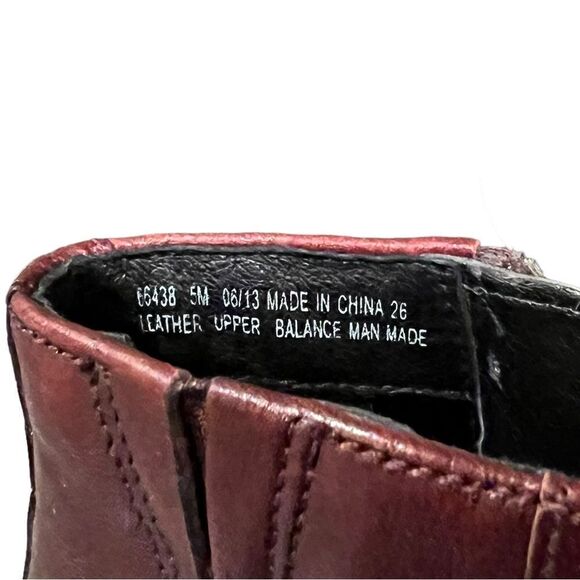 66438 5M 06/13 MADE IN CHINA 26
LEATHER UPPER BALANCE MAN MADE